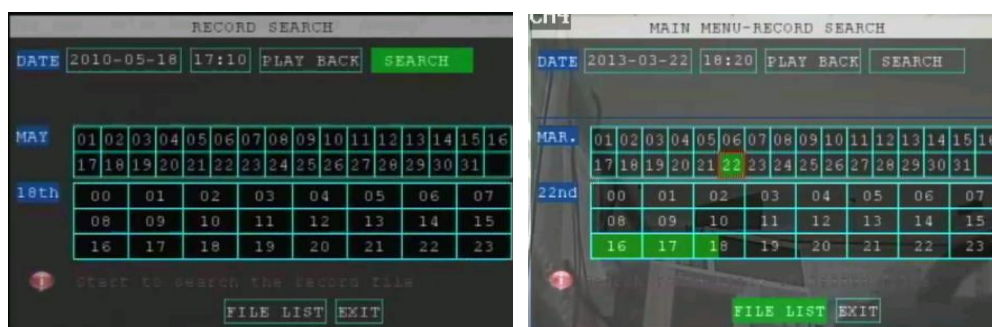 RECORD SEARCH
DATE 2010-05-18 17:10 PLAY BACK SEARCH
MAY 01 02 03 04 05 06 07 08 09 10 11 12 13 14 15 16
17 18 19 20 21 22 23 24 25 26 27 28 29 30 31
18th 00 01 02 03 04 05 06 07
08 09 10 11 12 13 14 15
16 17 18 19 20 21 22 23
Start to search the record file
FILE LIST EXIT
CH4
MAIN MENU-RECORD SEARCH
DATE 2013-03-22 18:20 PLAY BACK SEARCH
MAR. 01 02 03 04 05 06 07 08 09 10 11 12 13 14 15 16
17 18 19 20 21 22 23 24 25 26 27 28 29 30 31
22nd 00 01 02 03 04 05 06 07
08 09 10 11 12 13 14 15
16 17 18 19 20 21 22 23
FILE LIST EXIT